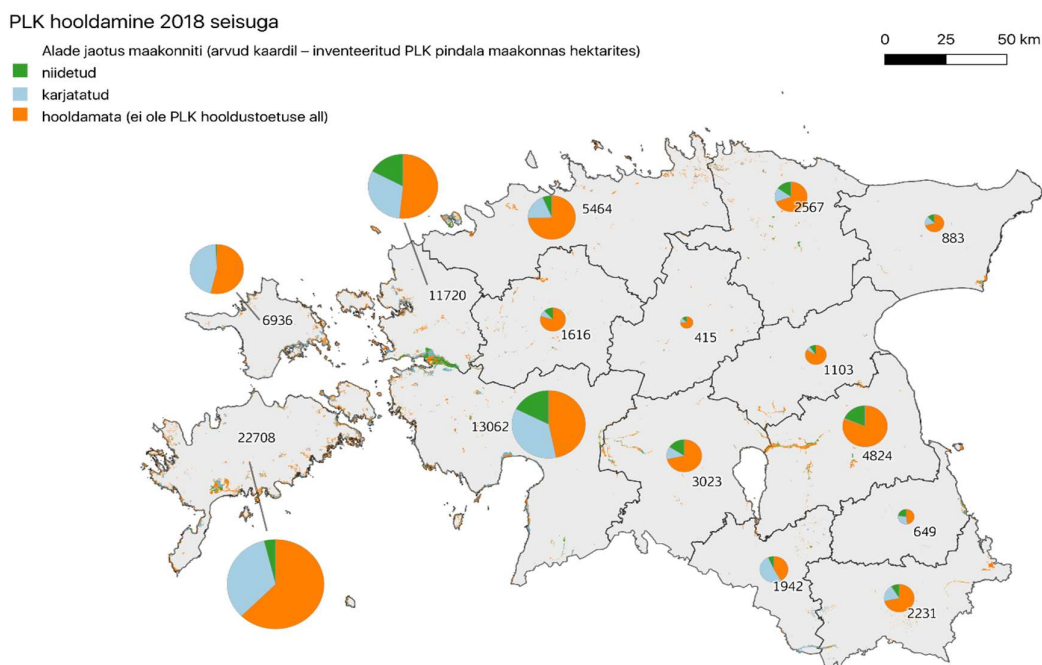 PLK hooldamine 2018 seisuga
Alade jaotus maakonniti (arvud kaardil – inventeeritud PLK pindala maakonnas hektarites)
niidetud
karjatatud
hooldamata (ei ole PLK hooldustoetuse all)
0 25 50 km
5464
2567
883
11720
6936
1616
415
1103
22708
13062
3023
4824
649
1942
2231